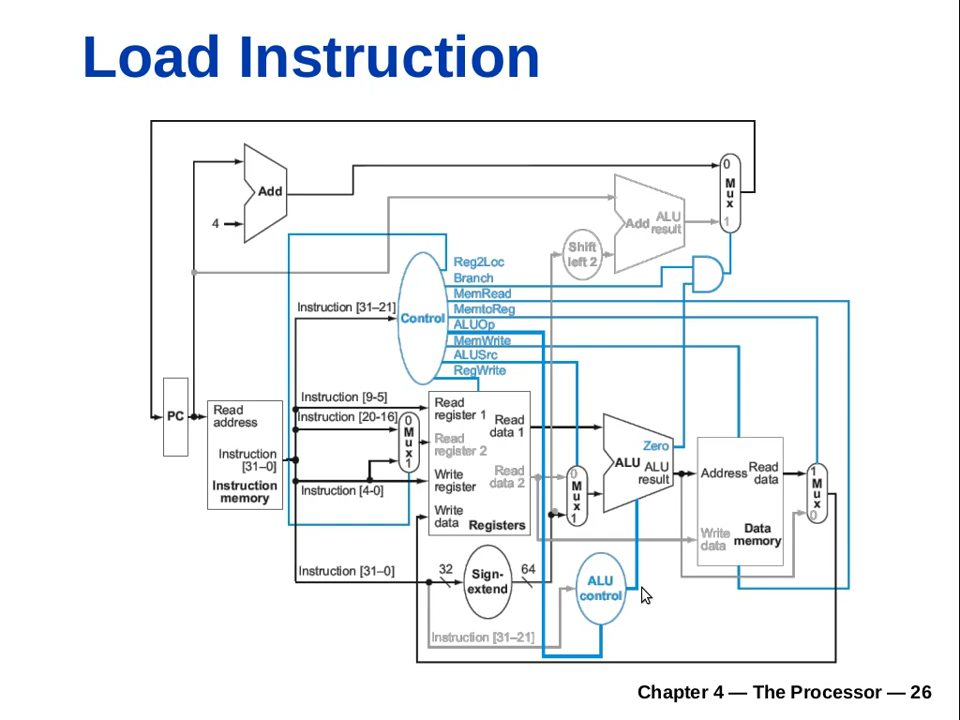 Load Instruction
0
M
u
x
1
Add
4
Add
ALU
result
Shift
left 2
Reg2Loc
Branch
MemRead
MemtoReg
ALUOp
MemWrite
ALUSrc
RegWrite
Instruction [31–21]
Control
PC
Read
address
Instruction
[31–0]
Instruction
memory
Instruction [9-5]
Instruction [20-16]
Instruction [4-0]
0
M
u
x
1
Read
register 1
Read
data 1
Read
register 2
Write
register
Read
data 2
Write
data
Registers
0
M
u
x
1
Zero
ALU
ALU
result
Address
Read
data
Write
data
Data
memory
1
M
u
x
0
Instruction [31–0]
32
Sign-
extend
64
ALU
control
Instruction [31–21]
Chapter 4 — The Processor — 26